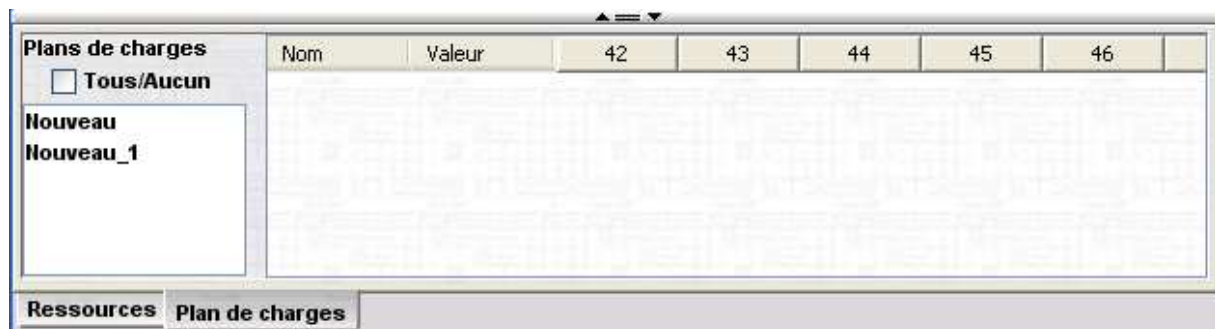 Plans de charges
Tous/Aucun
Nouveau
Nouveau_1
Nom Valeur 42 43 44 45 46
Ressources Plan de charges